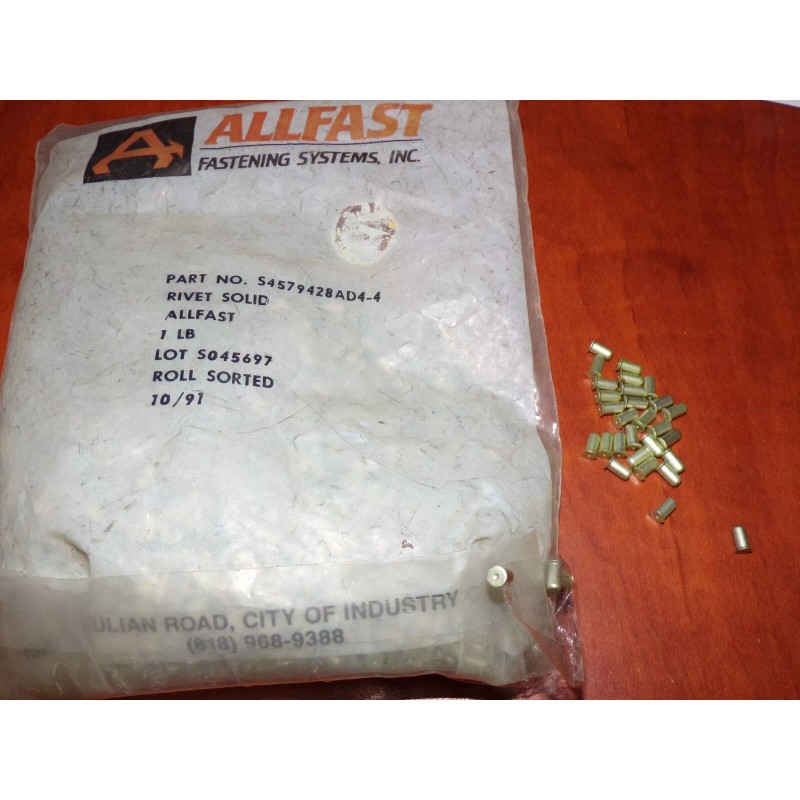 A
ALLFAST
FASTENING SYSTEMS, INC.
PART NO. S4579428AD4-4
RIVET SOLID
ALLFAST
1 LB
LOT S045697
ROLL SORTED
10/91
ROAD, CITY OF INDUSTRY
(818) 968-9388